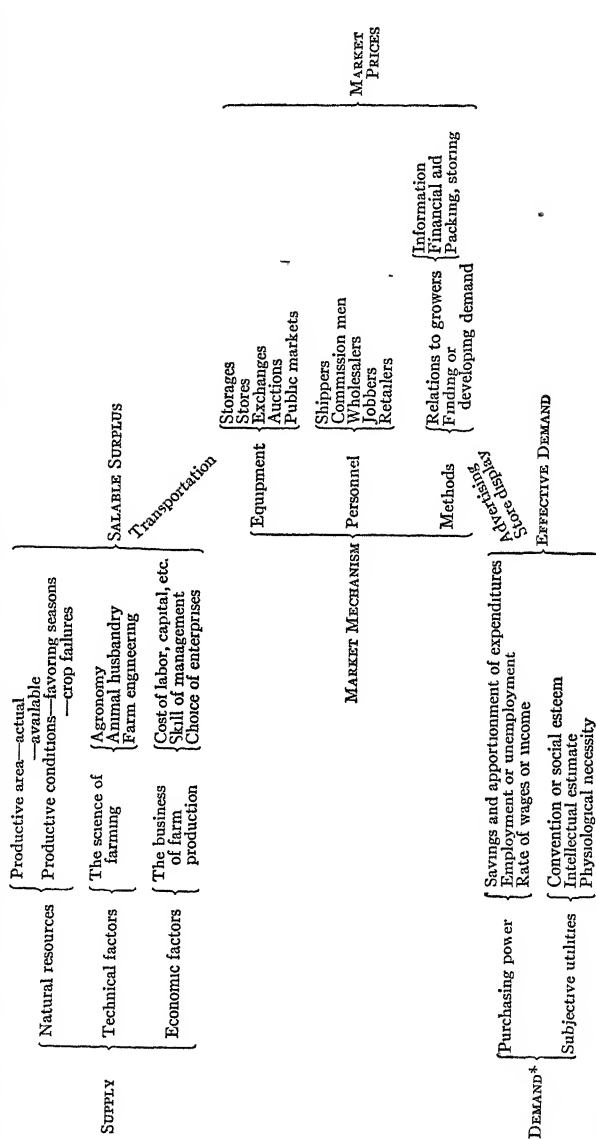 SUPPLY
Natural resources
Productive area—actual
—available
Productive conditions—favoring seasons
—crop failures
Technical factors
The science of
farming
Agronomy
Animal husbandry
Farm engineering
Economic factors
The business
of farm
production
Cost of labor, capital, etc.
Skill of management
Choice of enterprises
SALABLE SURPLUS
Transportation
MARKET MECHANISM
Equipment
Storages
Stores
Exchanges
Auctions
Public markets
Personnel
Shippers
Commission men
Wholesalers
Jobbers
Retailers
Methods
Relations to growers
Finding or
developing demand
Information
Financial aid
Packing, storing
MARKET
PRICES
DEMAND*
Purchasing power
Savings and apportionment of expenditures
Employment or unemployment
Rate of wages or income
Subjective utilities
Convention or social esteem
Intellectual estimate
Physiological necessity
Advertising
Store display
EFFECTIVE DEMAND